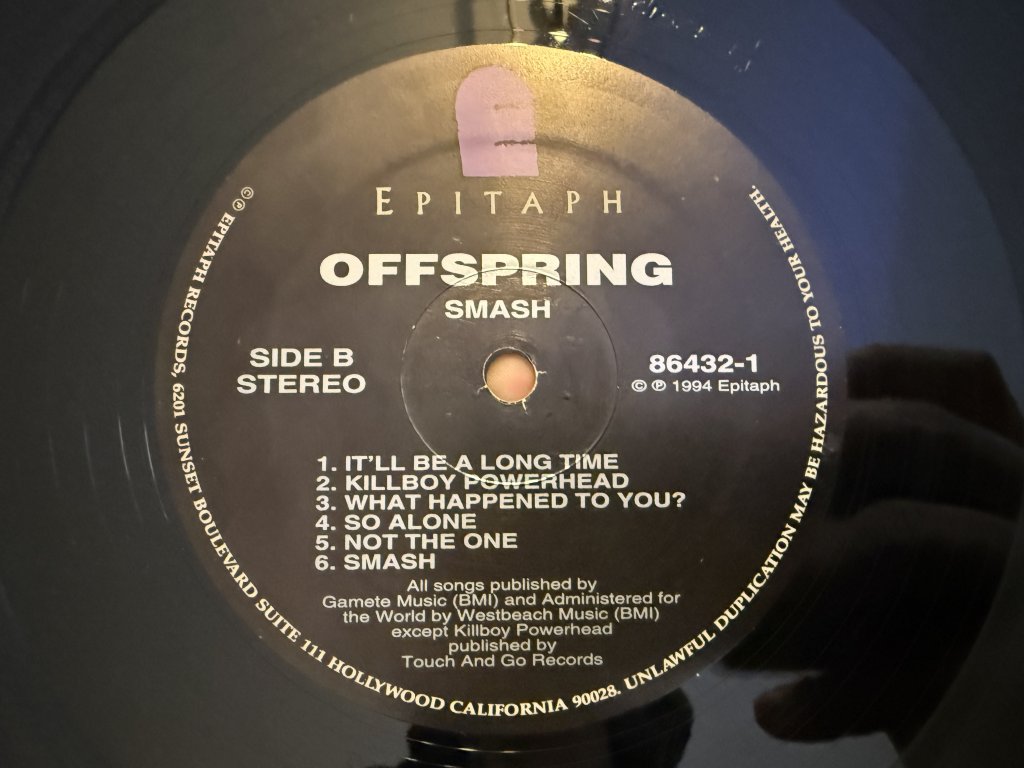 EPITAPH
OFFSPRING
SMASH
SIDE B
STEREO
86432-1
© ℗ 1994 Epitaph
1. IT'LL BE A LONG TIME
2. KILLBOY POWERHEAD
3. WHAT HAPPENED TO YOU?
4. SO ALONE
5. NOT THE ONE
6. SMASH
All songs published by
Gamete Music (BMI) and Administered for
the World by Westbeach Music (BMI)
except Killboy Powerhead
published by
Touch And Go Records
©℗ EPITAPH RECORDS, 6201 SUNSET BOULEVARD SUITE 111 HOLLYWOOD CALIFORNIA 90028. UNLAWFUL DUPLICATION MAY BE HAZARDOUS TO YOUR HEALTH.